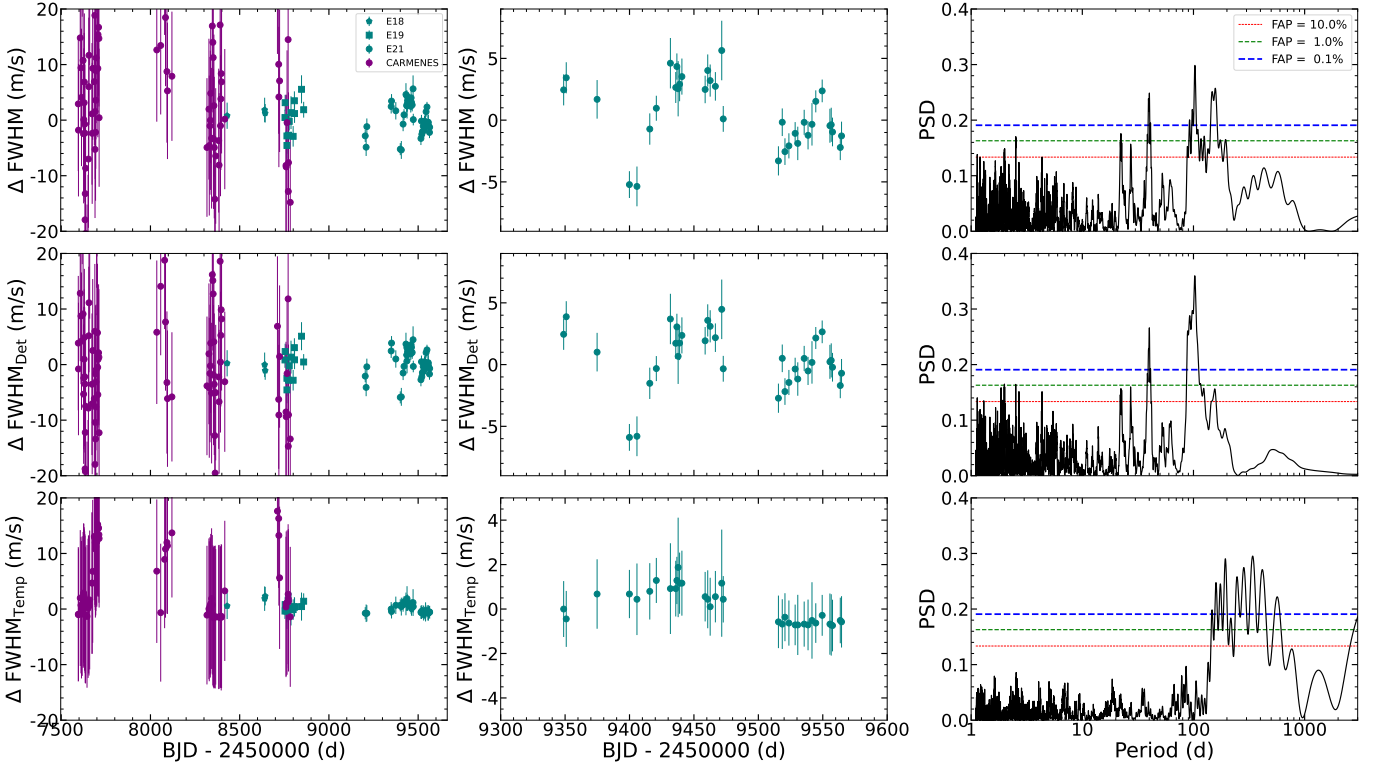 20
10
0
-10
-20
Δ FWHM (m/s)
E18
E19
E21
CARMENES
5
0
-5
Δ FWHM (m/s)
0.4
0.3
0.2
0.1
0.0
PSD
FAP = 10.0%
FAP = 1.0%
FAP = 0.1%
20
10
0
-10
-20
Δ FWHM_Det (m/s)
5
0
-5
Δ FWHM_Det (m/s)
0.4
0.3
0.2
0.1
0.0
PSD
20
10
0
-10
-20
Δ FWHM_Temp (m/s)
8000 8500 9000 9500
BJD - 2450000 (d)
4
2
0
-2
-4
Δ FWHM_Temp (m/s)
9300 9350 9400 9450 9500 9550 9600
BJD - 2450000 (d)
0.4
0.3
0.2
0.1
0.0
PSD
1 10 100 1000
Period (d)